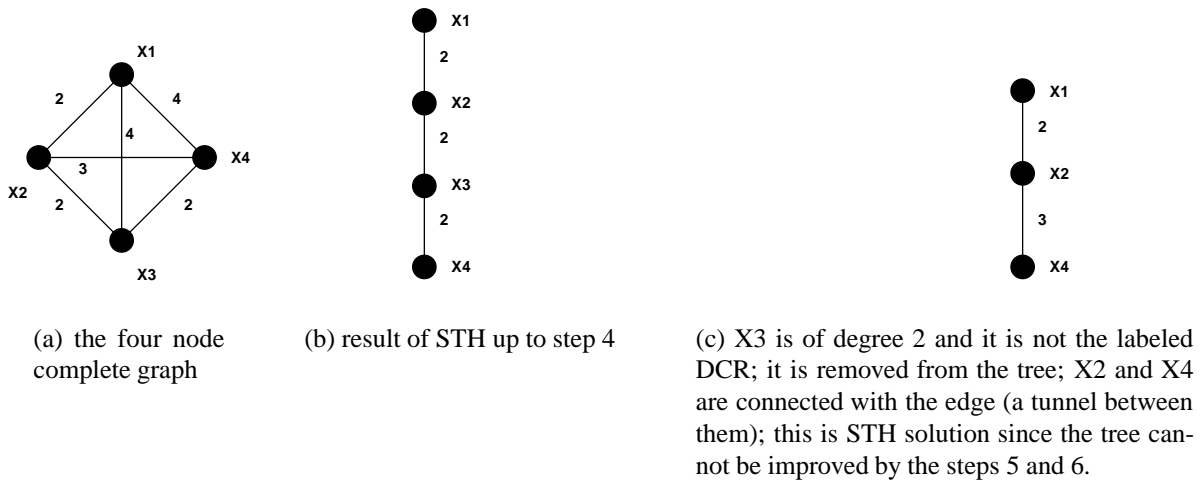 X1
2
4
4
3
X4
X2
2
2
X3
(a) the four node
complete graph
X1
2
X2
2
X3
2
X4
(b) result of STH up to step 4
X1
2
X2
3
X4
(c) X3 is of degree 2 and it is not the labeled
DCR; it is removed from the tree; X2 and X4
are connected with the edge (a tunnel between
them); this is STH solution since the tree can-
not be improved by the steps 5 and 6.